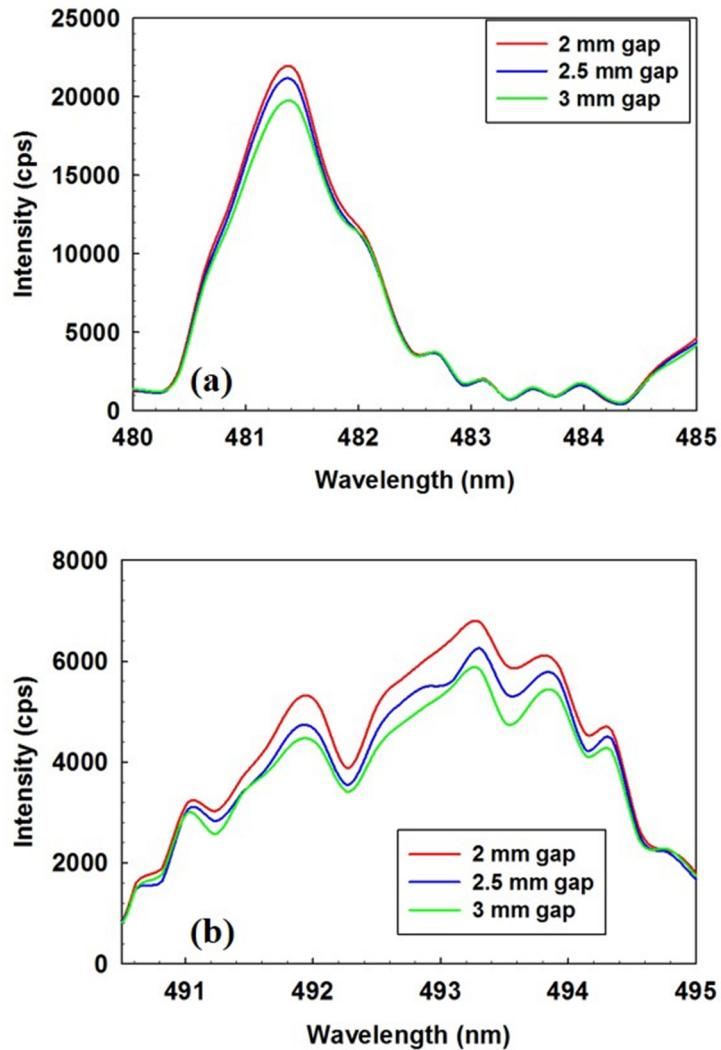 25000
20000
15000
10000
5000
0
Intensity (cps)
2 mm gap
2.5 mm gap
3 mm gap
(a)
480 481 482 483 484 485
Wavelength (nm)
8000
6000
4000
2000
0
Intensity (cps)
2 mm gap
2.5 mm gap
3 mm gap
(b)
491 492 493 494 495
Wavelength (nm)